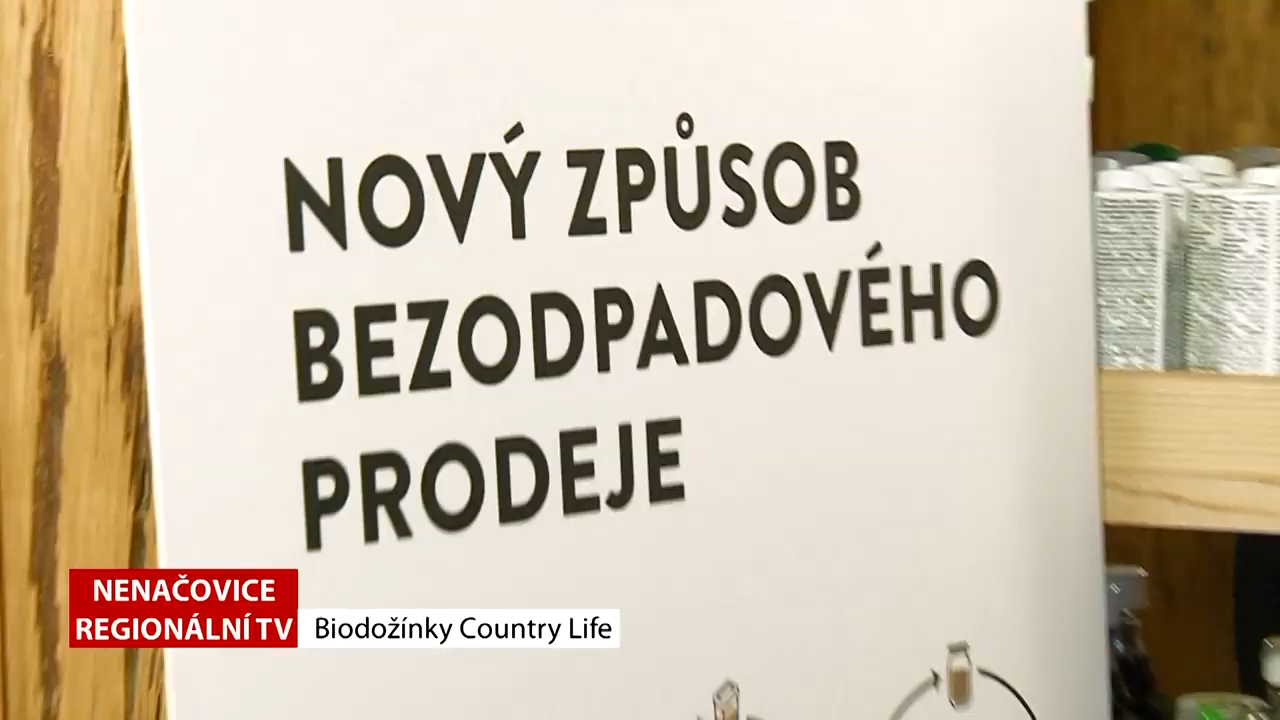 NOVÝ ZPŮSOB
BEZODPADOVÉHO
PRODEJE
NENAČOVICE
REGIONÁLNÍ TV
Biodožínky Country Life